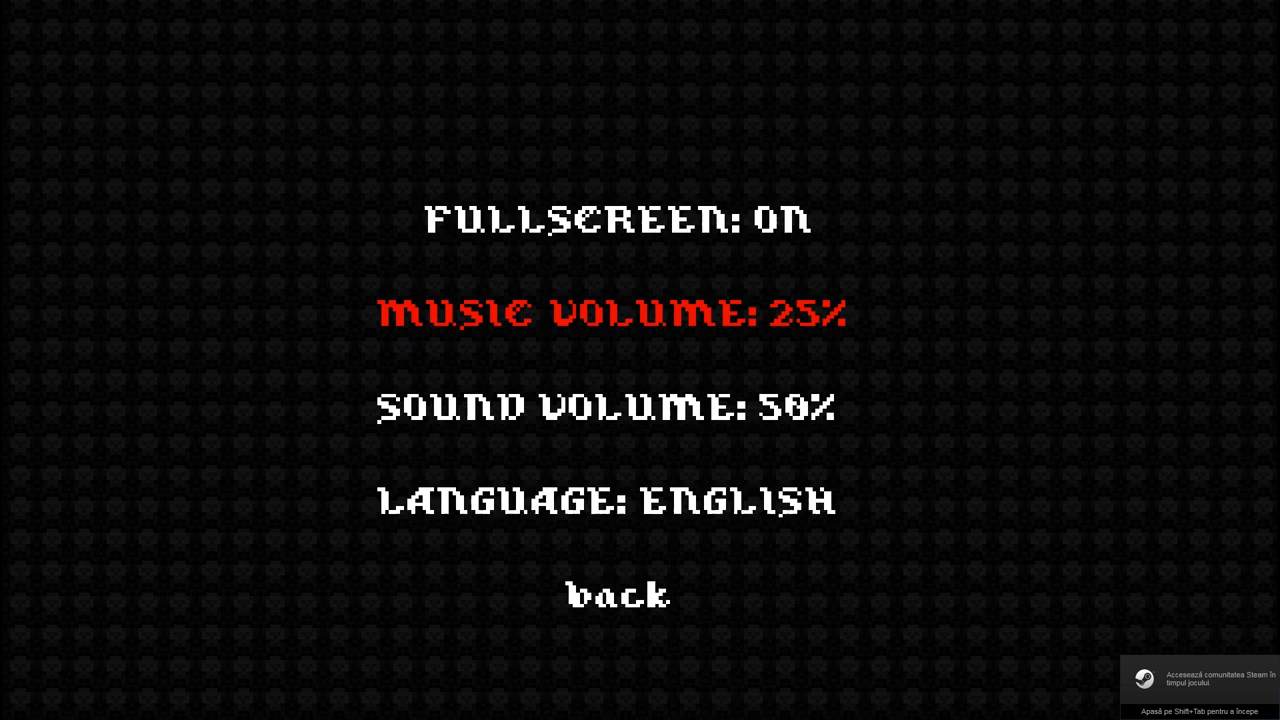 FULLSCREEN: ON
MUSIC VOLUME: 25%
SOUND VOLUME: 50%
LANGUAGE: ENGLISH
back
Accesează comunitatea Steam în
timpul jocului.
Apasă pe Shift+Tab pentru a începe